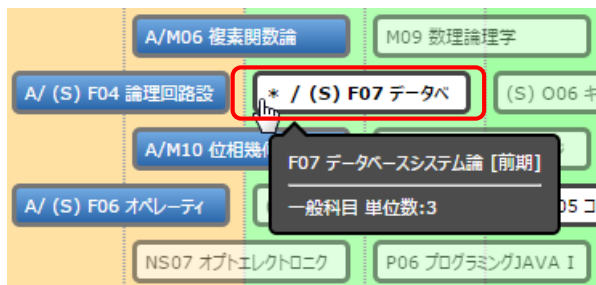 A/M06 複素関数論
M09 数理論理学
A/ (S) F04 論理回路設
* / (S) F07 データベ
(S) O06 キ
A/M10 位相幾
F07 データベースシステム論 [前期]
一般科目 単位数:3
A/ (S) F06 オペレーティ
05 コ
NS07 オプトエレクトロニク
P06 プログラミングJAVA I